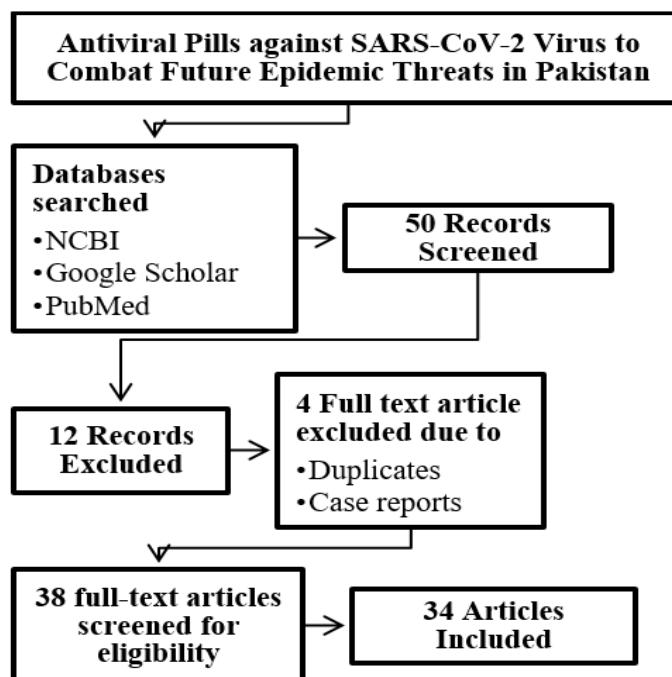 Antiviral Pills against SARS-CoV-2 Virus to
Combat Future Epidemic Threats in Pakistan
Databases
searched
•NCBI
•Google Scholar
•PubMed
50 Records
Screened
12 Records
Excluded
4 Full text article
excluded due to
•Duplicates
•Case reports
38 full-text articles
screened for
eligibility
34 Articles
Included